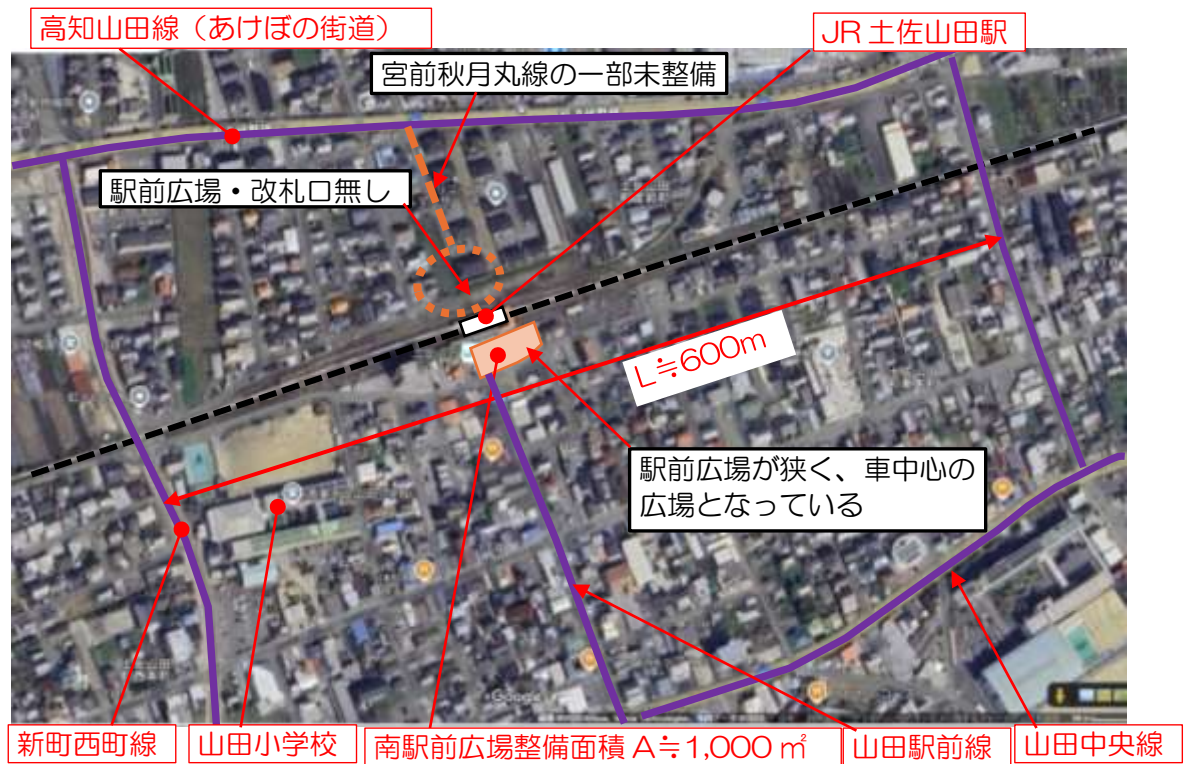 高知山田線（あけぼの街道）
JR 土佐山田駅
宮前秋月丸線の一部未整備
駅前広場・改札口無し
L≒600m
駅前広場が狭く、車中心の
広場となっている
新町西町線
山田小学校
南駅前広場整備面積 A≒1,000 ㎡
山田駅前線
山田中央線
Google